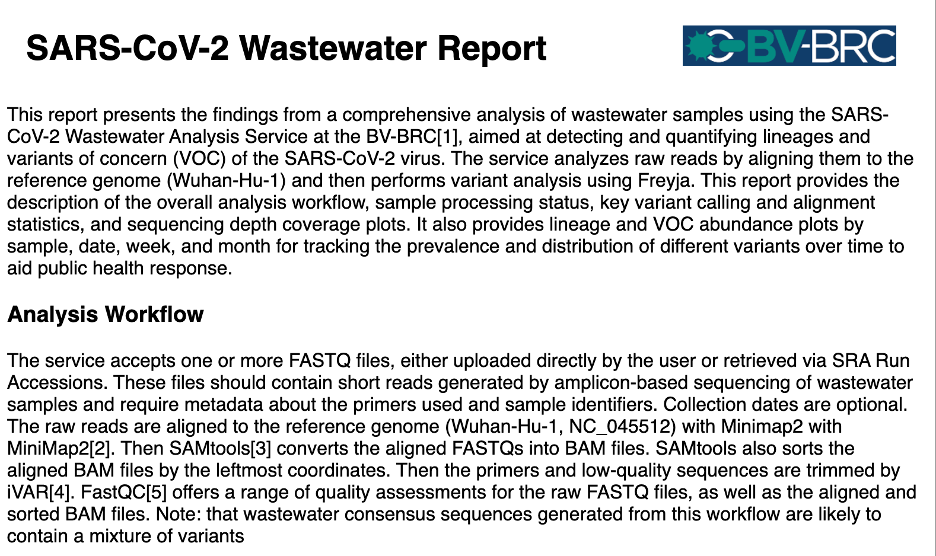 SARS-CoV-2 Wastewater Report
BV-BRC
This report presents the findings from a comprehensive analysis of wastewater samples using the SARS-
CoV-2 Wastewater Analysis Service at the BV-BRC[1], aimed at detecting and quantifying lineages and
variants of concern (VOC) of the SARS-CoV-2 virus. The service analyzes raw reads by aligning them to the
reference genome (Wuhan-Hu-1) and then performs variant analysis using Freyja. This report provides the
description of the overall analysis workflow, sample processing status, key variant calling and alignment
statistics, and sequencing depth coverage plots. It also provides lineage and VOC abundance plots by
sample, date, week, and month for tracking the prevalence and distribution of different variants over time to
aid public health response.
Analysis Workflow
The service accepts one or more FASTQ files, either uploaded directly by the user or retrieved via SRA Run
Accessions. These files should contain short reads generated by amplicon-based sequencing of wastewater
samples and require metadata about the primers used and sample identifiers. Collection dates are optional.
The raw reads are aligned to the reference genome (Wuhan-Hu-1, NC_045512) with Minimap2 with
MiniMap2[2]. Then SAMtools[3] converts the aligned FASTQs into BAM files. SAMtools also sorts the
aligned BAM files by the leftmost coordinates. Then the primers and low-quality sequences are trimmed by
iVAR[4]. FastQC[5] offers a range of quality assessments for the raw FASTQ files, as well as the aligned and
sorted BAM files. Note: that wastewater consensus sequences generated from this workflow are likely to
contain a mixture of variants